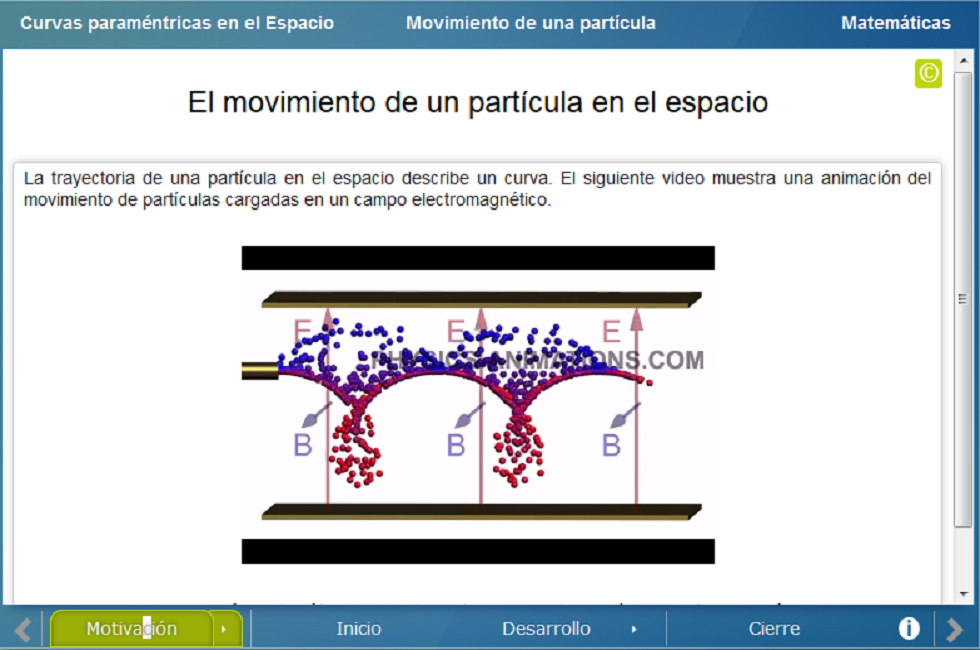 Curvas paraméntricas en el Espacio
Movimiento de una partícula
Matemáticas
©
El movimiento de un partícula en el espacio
La trayectoria de una partícula en el espacio describe un curva. El siguiente video muestra una animación del
movimiento de partículas cargadas en un campo electromagnético.
E E E
PHYSICS-ANIMATIONS.COM
B B B
Motivación
Inicio
Desarrollo
Cierre
i